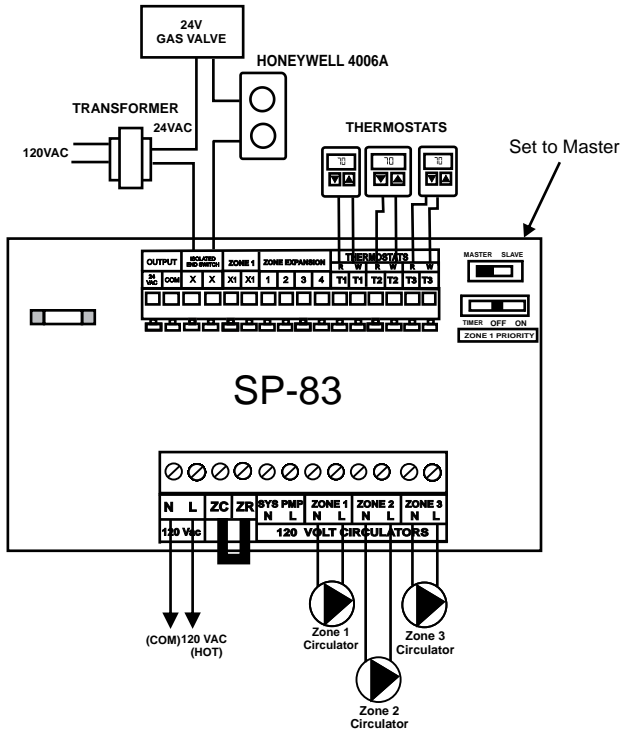 24V
GAS VALVE
HONEYWELL 4006A
TRANSFORMER
24VAC
120VAC
THERMOSTATS
Set to Master
70 70 70
OUTPUT ISOLATED END SWITCH ZONE 1 ZONE EXPANSION THERMOSTATS
R W R W R W
24 VAC COM X X X1 X1 1 2 3 4 T1 T1 T2 T2 T3 T3
MASTER SLAVE
TIMER OFF ON
ZONE 1 PRIORITY
SP-83
N L ZC ZR SYS PMP ZONE 1 ZONE 2 ZONE 3
N L N L N L N L
120 Vac 120 VOLT CIRCULATORS
(COM) 120 VAC
(HOT)
Zone 1
Circulator
Zone 3
Circulator
Zone 2
Circulator